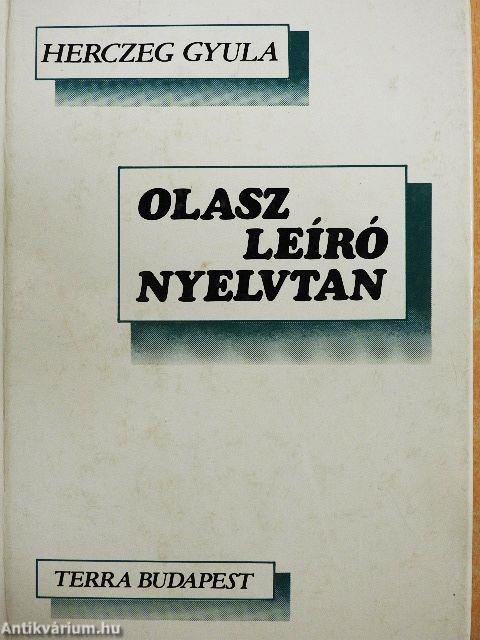 HERCZEG GYULA
OLASZ
LEÍRÓ
NYELVTAN
TERRA BUDAPEST
Antikvárium.hu